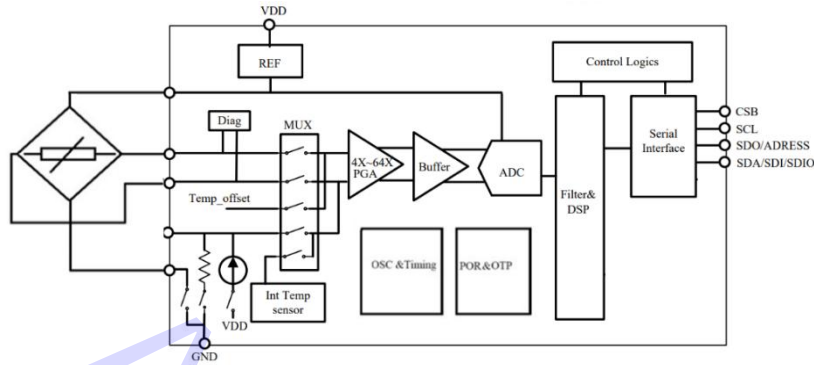 VDD
REF
Control Logics
Diag
MUX
CSB
SCL
SDO/ADRESS
SDA/SDI/SDIO
Serial
Interface
4X~64X
PGA
Buffer
ADC
Filter&
DSP
Temp_offset
OSC &Timing
POR&OTP
Int Temp
sensor
VDD
GND